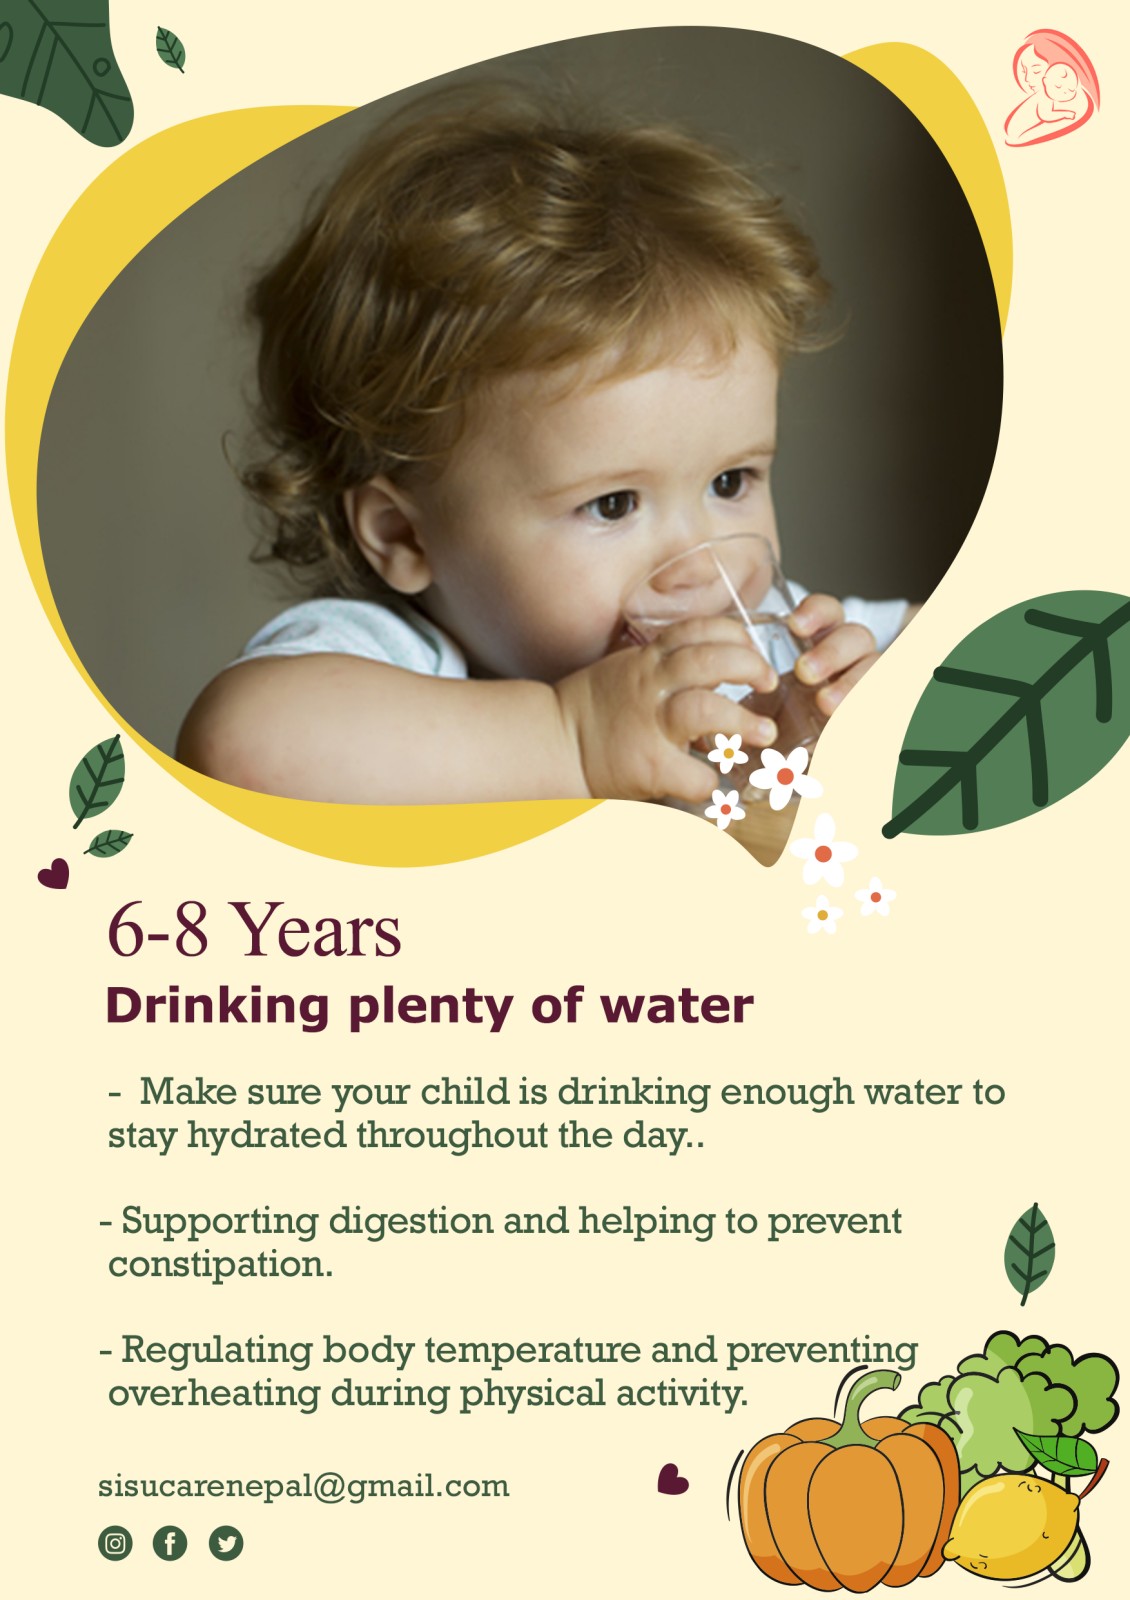 6-8 Years
Drinking plenty of water
- Make sure your child is drinking enough water to
stay hydrated throughout the day..
- Supporting digestion and helping to prevent
constipation.
- Regulating body temperature and preventing
overheating during physical activity.
sisucarenepal@gmail.com